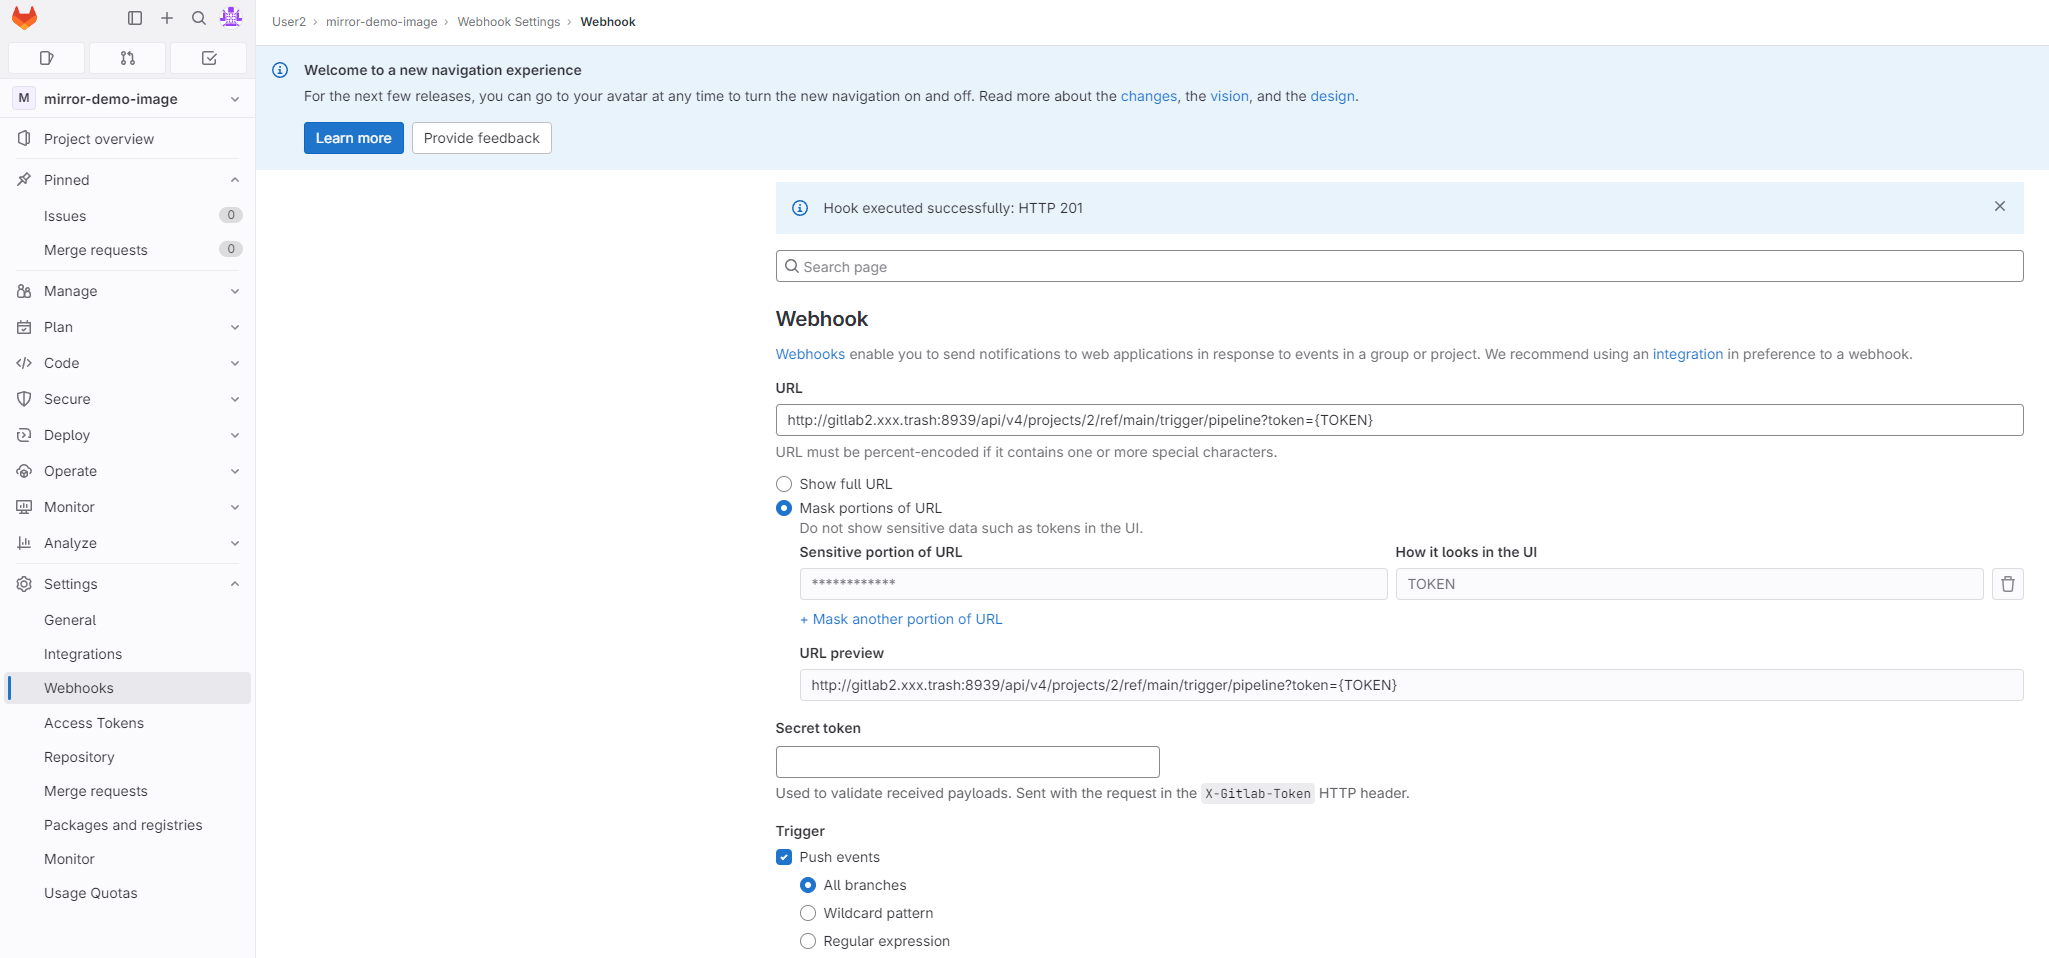 User2 › mirror-demo-image › Webhook Settings › Webhook
M mirror-demo-image
Project overview
Pinned
Issues 0
Merge requests 0
Manage
Plan
Code
Secure
Deploy
Operate
Monitor
Analyze
Settings
General
Integrations
Webhooks
Access Tokens
Repository
Merge requests
Packages and registries
Monitor
Usage Quotas
Welcome to a new navigation experience
For the next few releases, you can go to your avatar at any time to turn the new navigation on and off. Read more about the changes, the vision, and the design.
Learn more Provide feedback
Hook executed successfully: HTTP 201
Search page
Webhook
Webhooks enable you to send notifications to web applications in response to events in a group or project. We recommend using an integration in preference to a webhook.
URL
http://gitlab2.xxx.trash:8939/api/v4/projects/2/ref/main/trigger/pipeline?token={TOKEN}
URL must be percent-encoded if it contains one or more special characters.
Show full URL
Mask portions of URL
Do not show sensitive data such as tokens in the UI.
Sensitive portion of URL How it looks in the UI
************ TOKEN
+ Mask another portion of URL
URL preview
http://gitlab2.xxx.trash:8939/api/v4/projects/2/ref/main/trigger/pipeline?token={TOKEN}
Secret token
Used to validate received payloads. Sent with the request in the X-Gitlab-Token HTTP header.
Trigger
Push events
All branches
Wildcard pattern
Regular expression